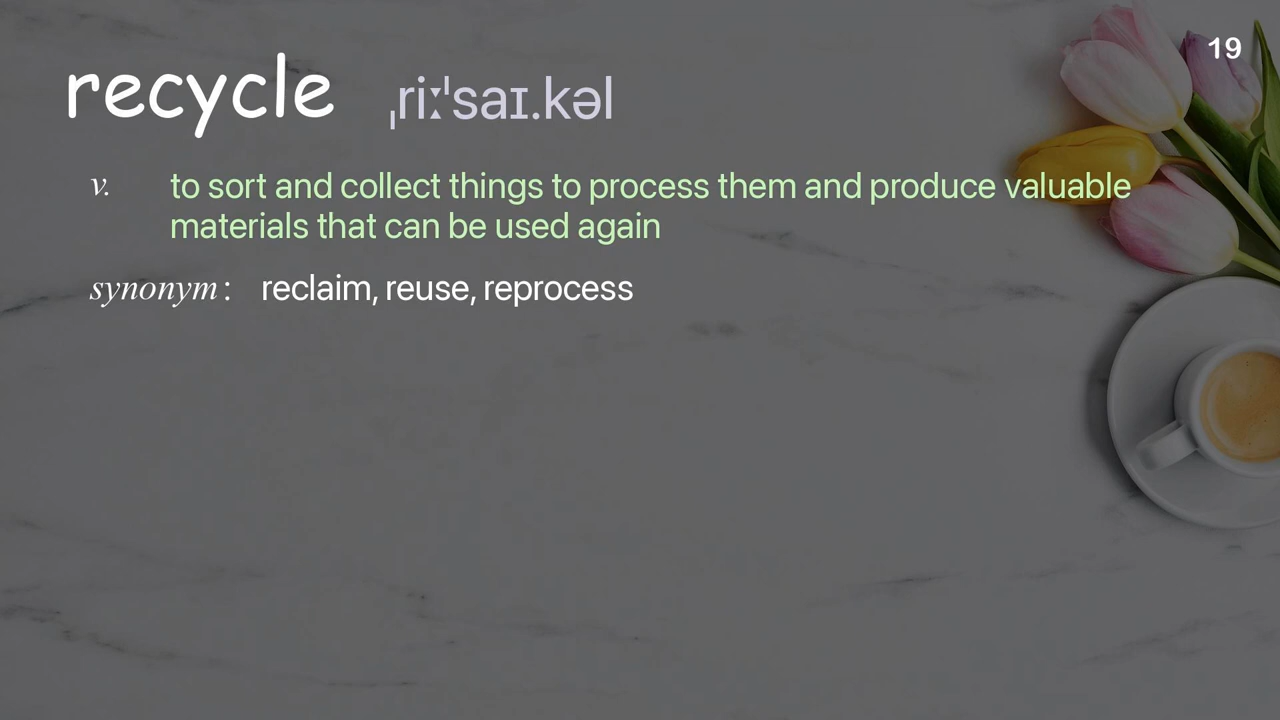 19
recycle ˌriːˈsaɪ.kəl
v. to sort and collect things to process them and produce valuable
materials that can be used again
synonym : reclaim, reuse, reprocess